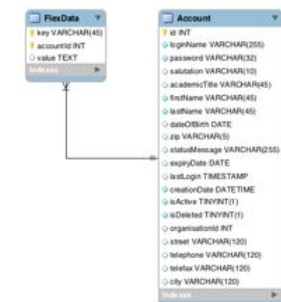 FlexData
key VARCHAR(45)
accountId INT
value TEXT
Indexes
Account
id INT
loginName VARCHAR(255)
password VARCHAR(32)
salutation VARCHAR(10)
academicTitle VARCHAR(45)
firstName VARCHAR(45)
lastName VARCHAR(45)
dateOfBirth DATE
zip VARCHAR(5)
statusMessage VARCHAR(255)
expiryDate DATE
lastLogin TIMESTAMP
creationDate DATETIME
isActive TINYINT(1)
isDeleted TINYINT(1)
organisationId INT
street VARCHAR(120)
telephone VARCHAR(120)
telefax VARCHAR(120)
city VARCHAR(120)
Indexes